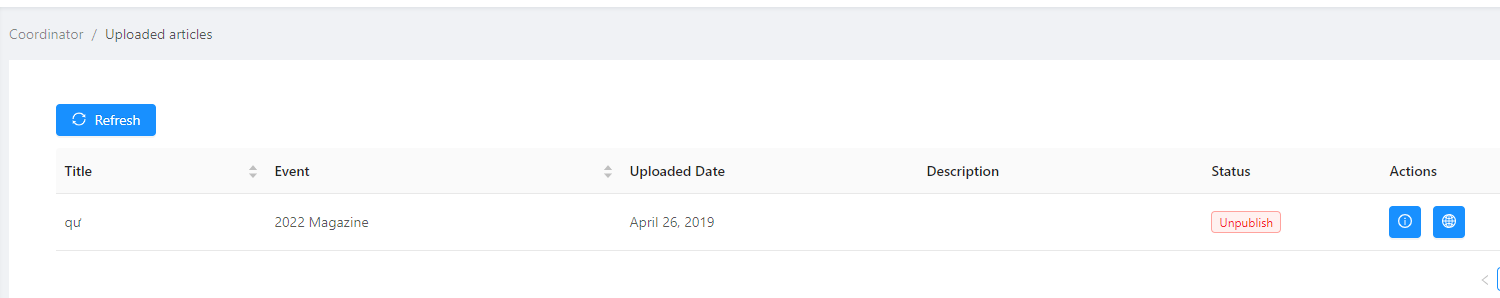 Coordinator / Uploaded articles
Refresh
Title Event Uploaded Date Description Status Actions
qư 2022 Magazine April 26, 2019 Unpublish